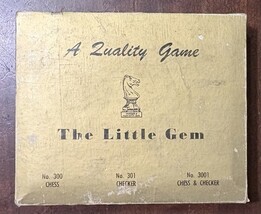 A Quality Game
The Little Gem
No. 300 No. 301 No. 3001
CHESS CHECKER CHESS & CHECKER